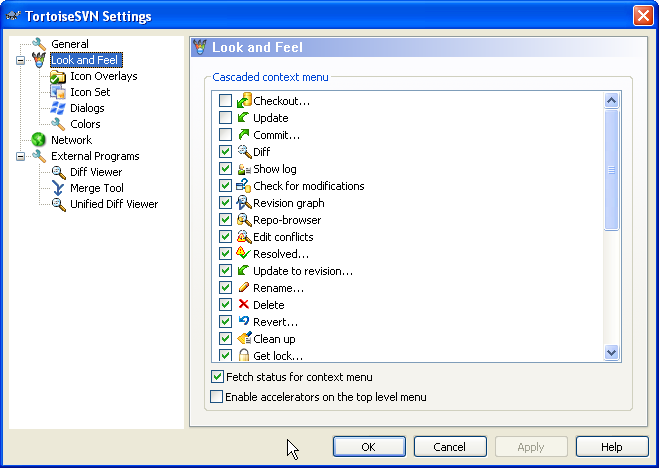 TortoiseSVN Settings
General
Look and Feel
Icon Overlays
Icon Set
Dialogs
Colors
Network
External Programs
Diff Viewer
Merge Tool
Unified Diff Viewer
Look and Feel
Cascaded context menu
Checkout...
Update
Commit...
Diff
Show log
Check for modifications
Revision graph
Repo-browser
Edit conflicts
Resolved...
Update to revision...
Rename...
Delete
Revert...
Clean up
Get lock...
Fetch status for context menu
Enable accelerators on the top level menu
OK
Cancel
Apply
Help